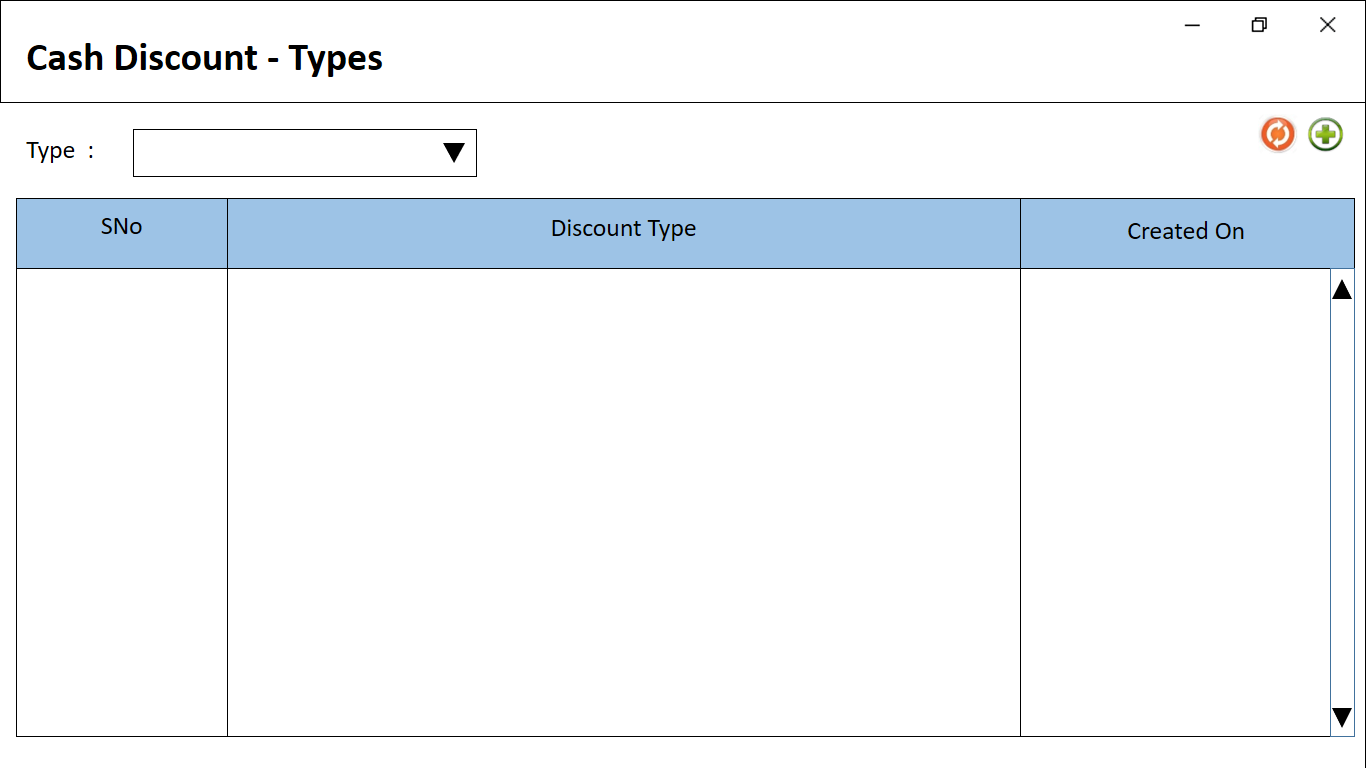 Cash Discount - Types
Type :
SNo
Discount Type
Created On